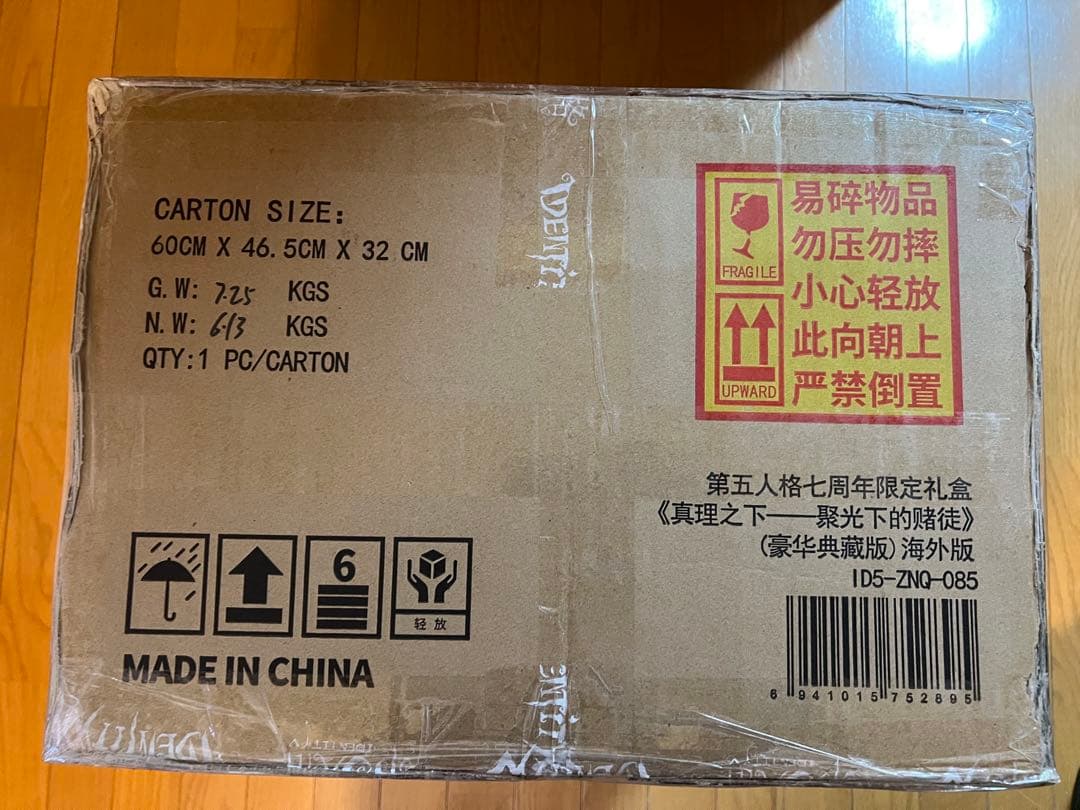 CARTON SIZE:
60CM X 46.5CM X 32 CM
G.W: 7.25 KGS
N.W: 6.13 KGS
QTY:1 PC/CARTON
FRAGILE
UPWARD
易碎物品
勿压勿摔
小心轻放
此向朝上
严禁倒置
第五人格七周年限定礼盒
《真理之下——聚光下的赌徒》
(豪华典藏版)海外版
ID5-ZNQ-085
6 941015 752895
6
轻放
MADE IN CHINA
IDENTI
IDENTI
IDENTITY